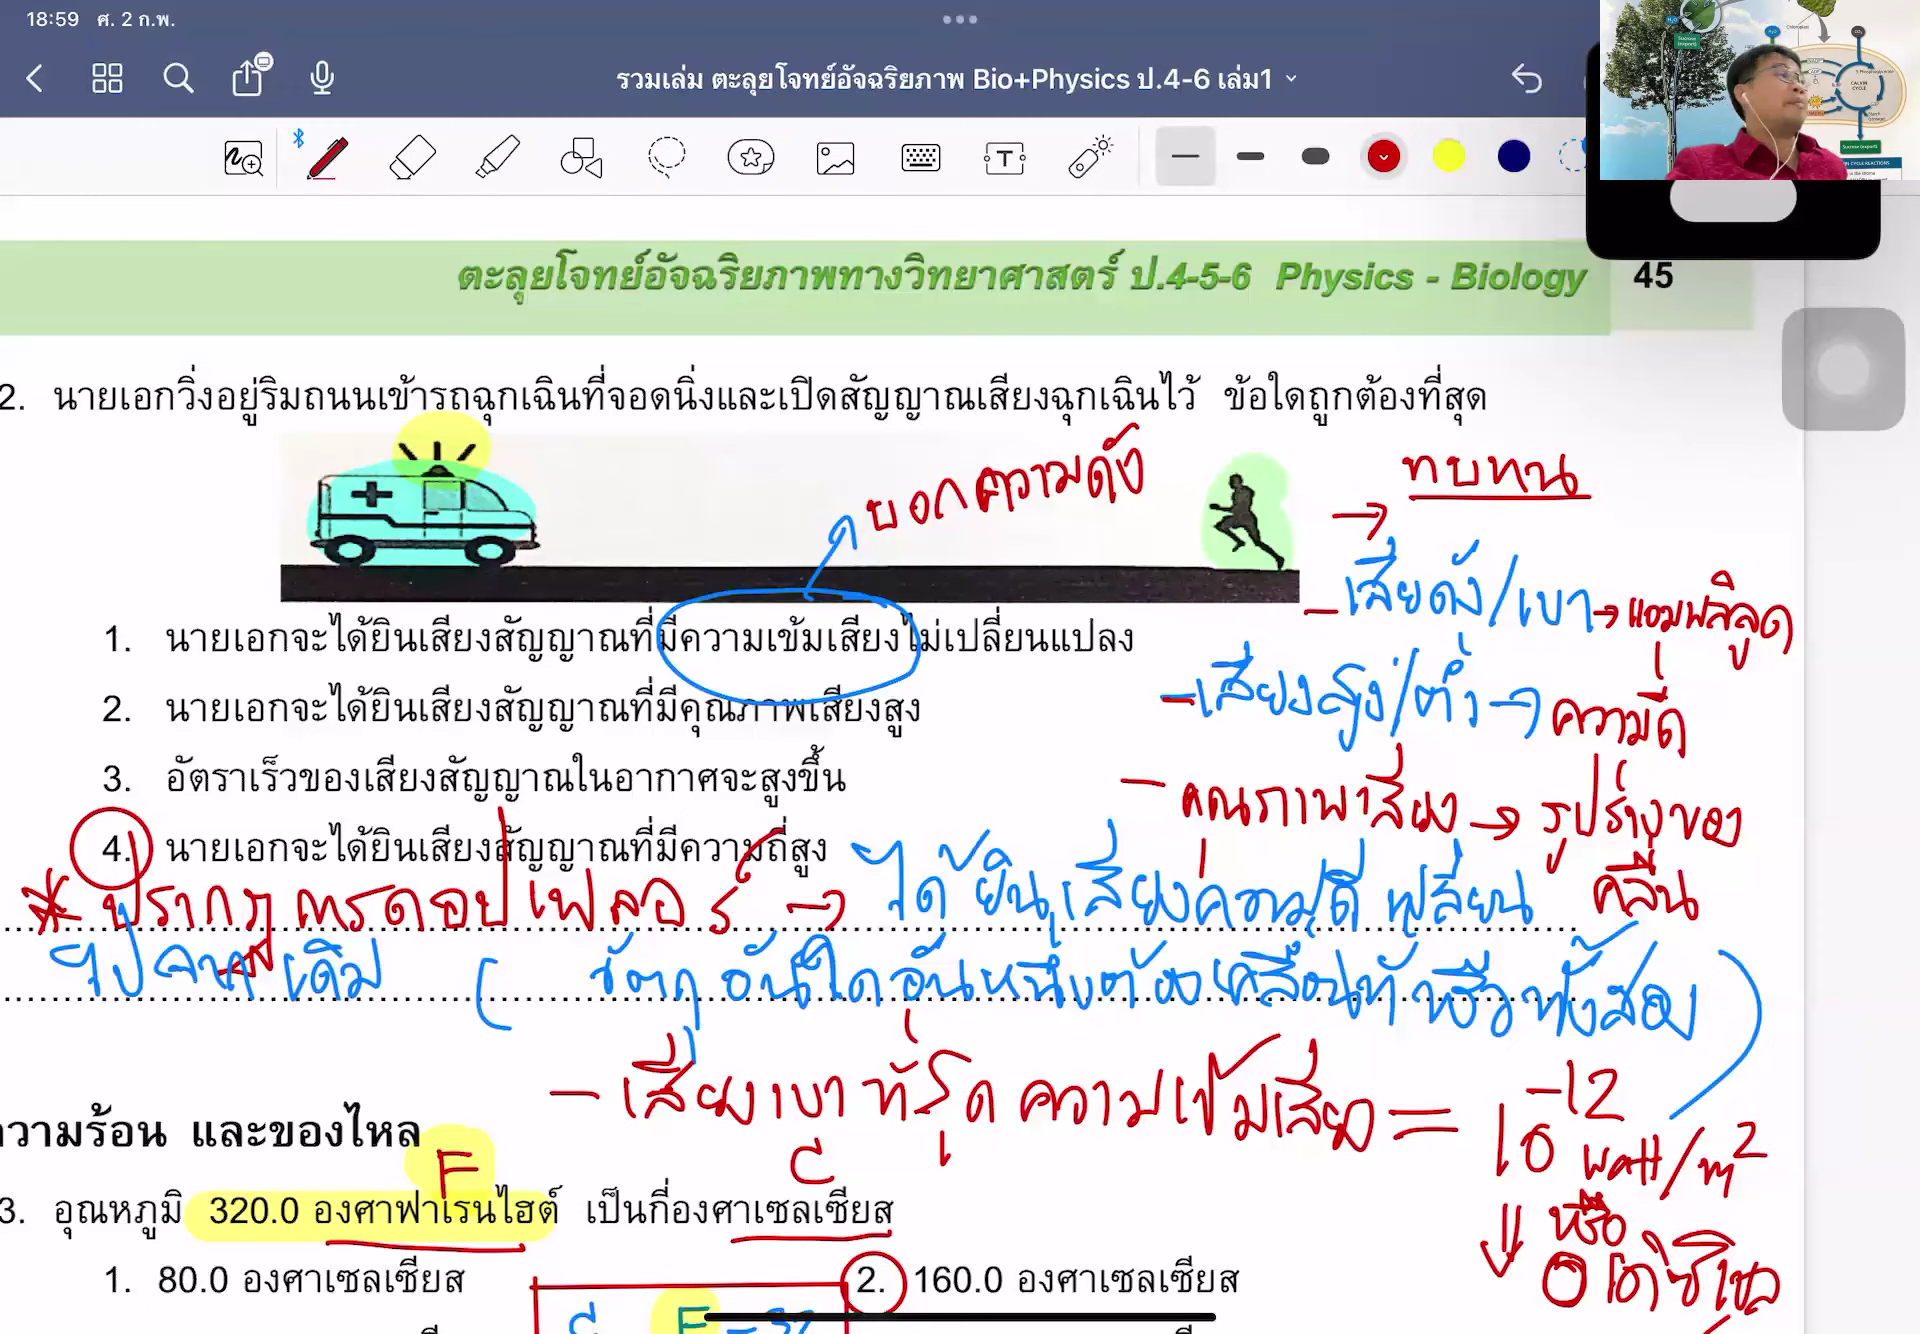 18:59 ศ. 2 ก.พ.
รวมเล่ม ตะลุยโจทย์อัจฉริยภาพ Bio+Physics ป.4-6 เล่ม1
ตะลุยโจทย์อัจฉริยภาพทางวิทยาศาสตร์ ป.4-5-6 Physics - Biology 45
2. นายเอกวิ่งอยู่ริมถนนเข้ารถฉุกเฉินที่จอดนิ่งและเปิดสัญญาณเสียงฉุกเฉินไว้ ข้อใดถูกต้องที่สุด
บอกความดัง
ทบทวน
เสียงดัง/เบา → แอมพลิจูด
1. นายเอกจะได้ยินเสียงสัญญาณที่มีความเข้มเสียงไม่เปลี่ยนแปลง
- เสียงสูง/ต่ำ → ความถี่
2. นายเอกจะได้ยินเสียงสัญญาณที่มีคุณภาพเสียงสูง
3. อัตราเร็วของเสียงสัญญาณในอากาศจะสูงขึ้น
- คุณภาพเสียง → รูปร่างของ
คลื่น
4. นายเอกจะได้ยินเสียงสัญญาณที่มีความถี่สูง
* ปรากฏการดอปเพลอร์ → ได้ยินเสียงความถี่เปลี่ยน
ไปจากเดิม ( อันใดอันหนึ่งต้องเคลื่อนที่หรือทั้งสอง )
- เสียงเบาที่สุด ความเข้มเสียง = 10-12 watt/m2
หรือ
0 เดซิเบล
ความร้อน และของไหล
F C
3. อุณหภูมิ 320.0 องศาฟาเรนไฮต์ เป็นกี่องศาเซลเซียส
1. 80.0 องศาเซลเซียส 2. 160.0 องศาเซลเซียส